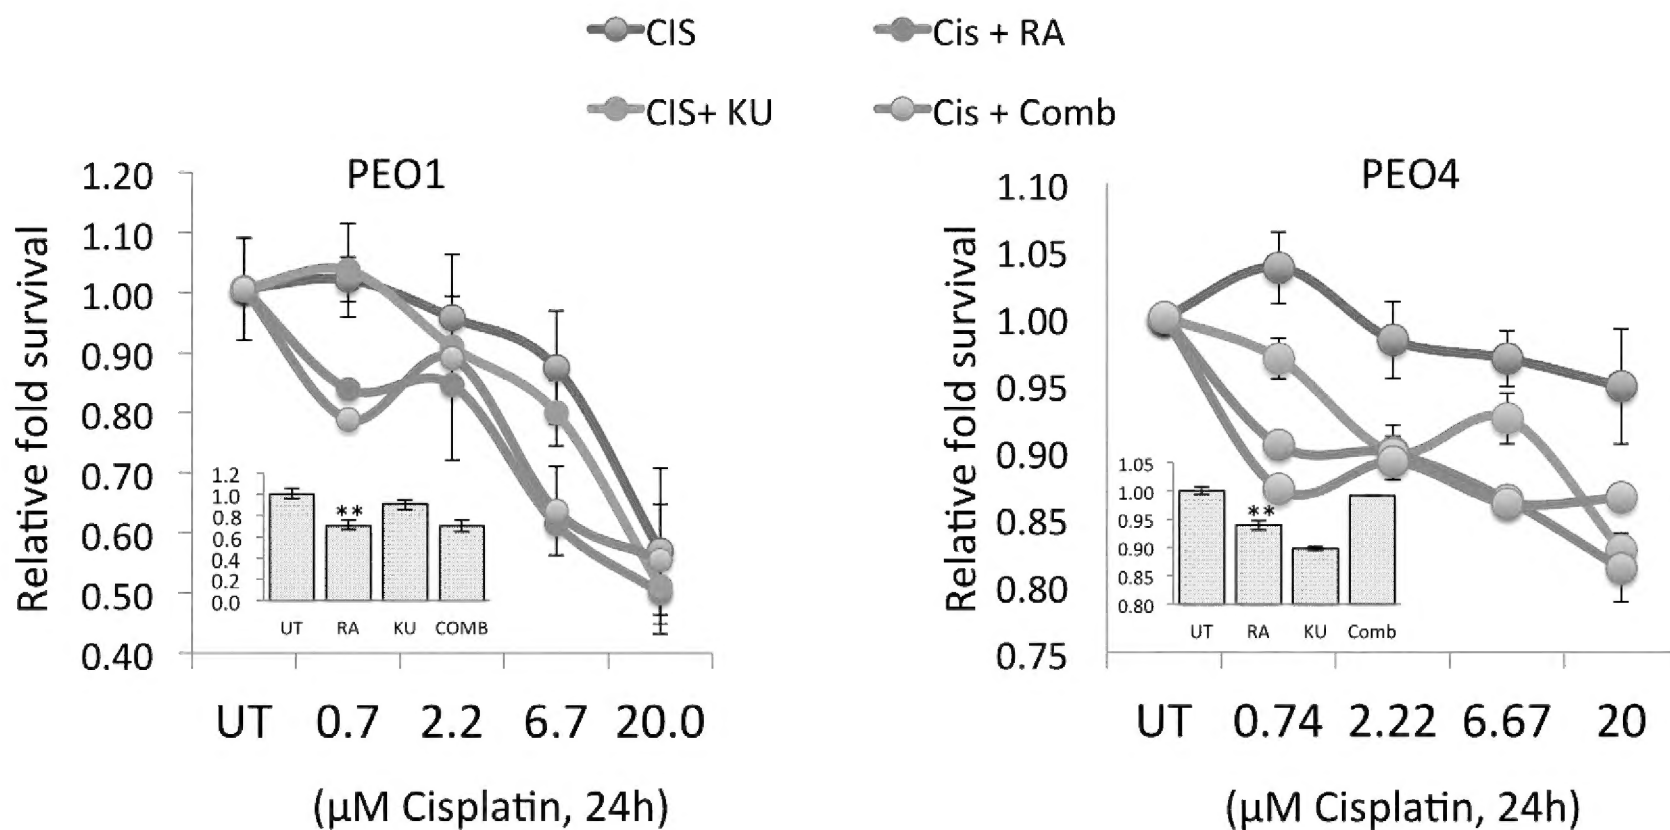 CIS
Cis + RA
CIS+ KU
Cis + Comb
PEO1
Relative fold survival
1.20
1.10
1.00
0.90
0.80
0.70
0.60
0.50
0.40
1.2
1.0
0.8
0.6
0.4
0.2
0.0
**
UT RA KU COMB
UT 0.7 2.2 6.7 20.0
(μM Cisplatin, 24h)
PEO4
Relative fold survival
1.10
1.05
1.00
0.95
0.90
0.85
0.80
0.75
1.05
1.00
0.95
0.90
0.85
0.80
**
UT RA KU Comb
UT 0.74 2.22 6.67 20
(μM Cisplatin, 24h)